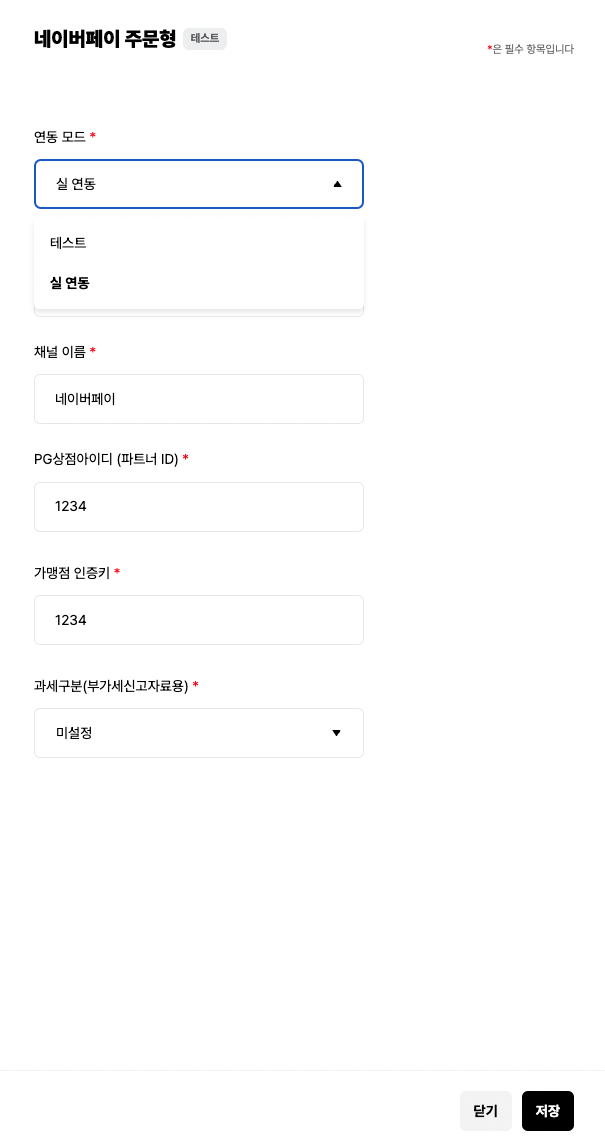 네이버페이 주문형 테스트
*은 필수 항목입니다
연동 모드 *
실 연동
테스트
실 연동
채널 이름 *
네이버페이
PG상점아이디 (파트너 ID) *
1234
가맹점 인증키 *
1234
과세구분(부가세신고자료용) *
미설정
닫기 저장